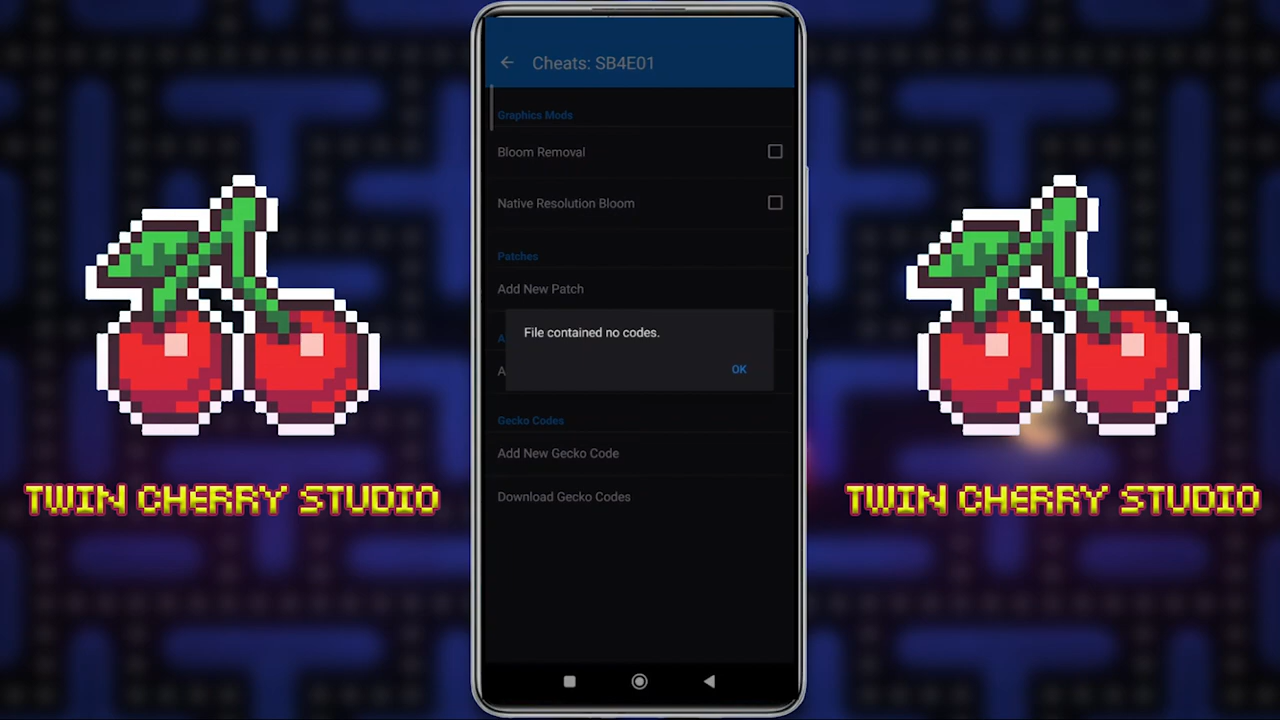 Cheats: SB4E01
Graphics Mods
Bloom Removal
Native Resolution Bloom
Patches
Add New Patch
File contained no codes.
A
A
OK
Gecko Codes
Add New Gecko Code
Download Gecko Codes
TWIN CHERRY STUDIO
TWIN CHERRY STUDIO